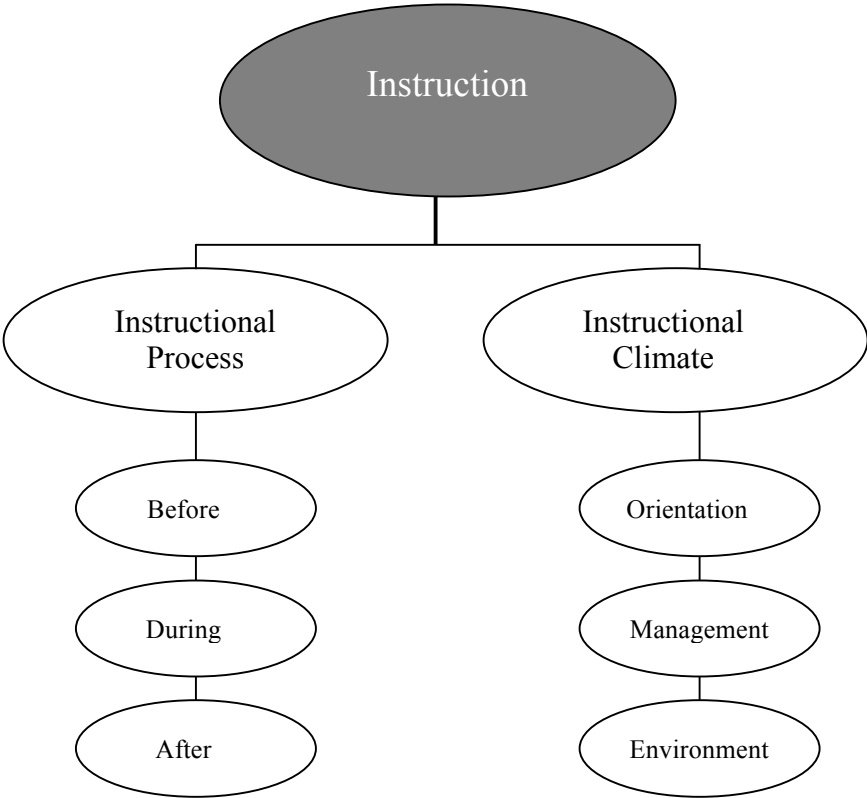 Instruction
Instructional
Process
Instructional
Climate
Before
Orientation
During
Management
After
Environment